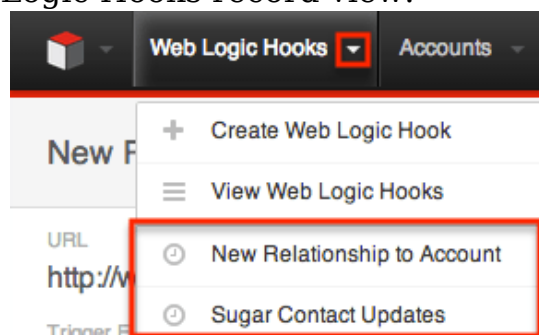 Logic Hooks record view.
Web Logic Hooks Accounts
Create Web Logic Hook
New
View Web Logic Hooks
URL
New Relationship to Account
http://w
Sugar Contact Updates
Trigger